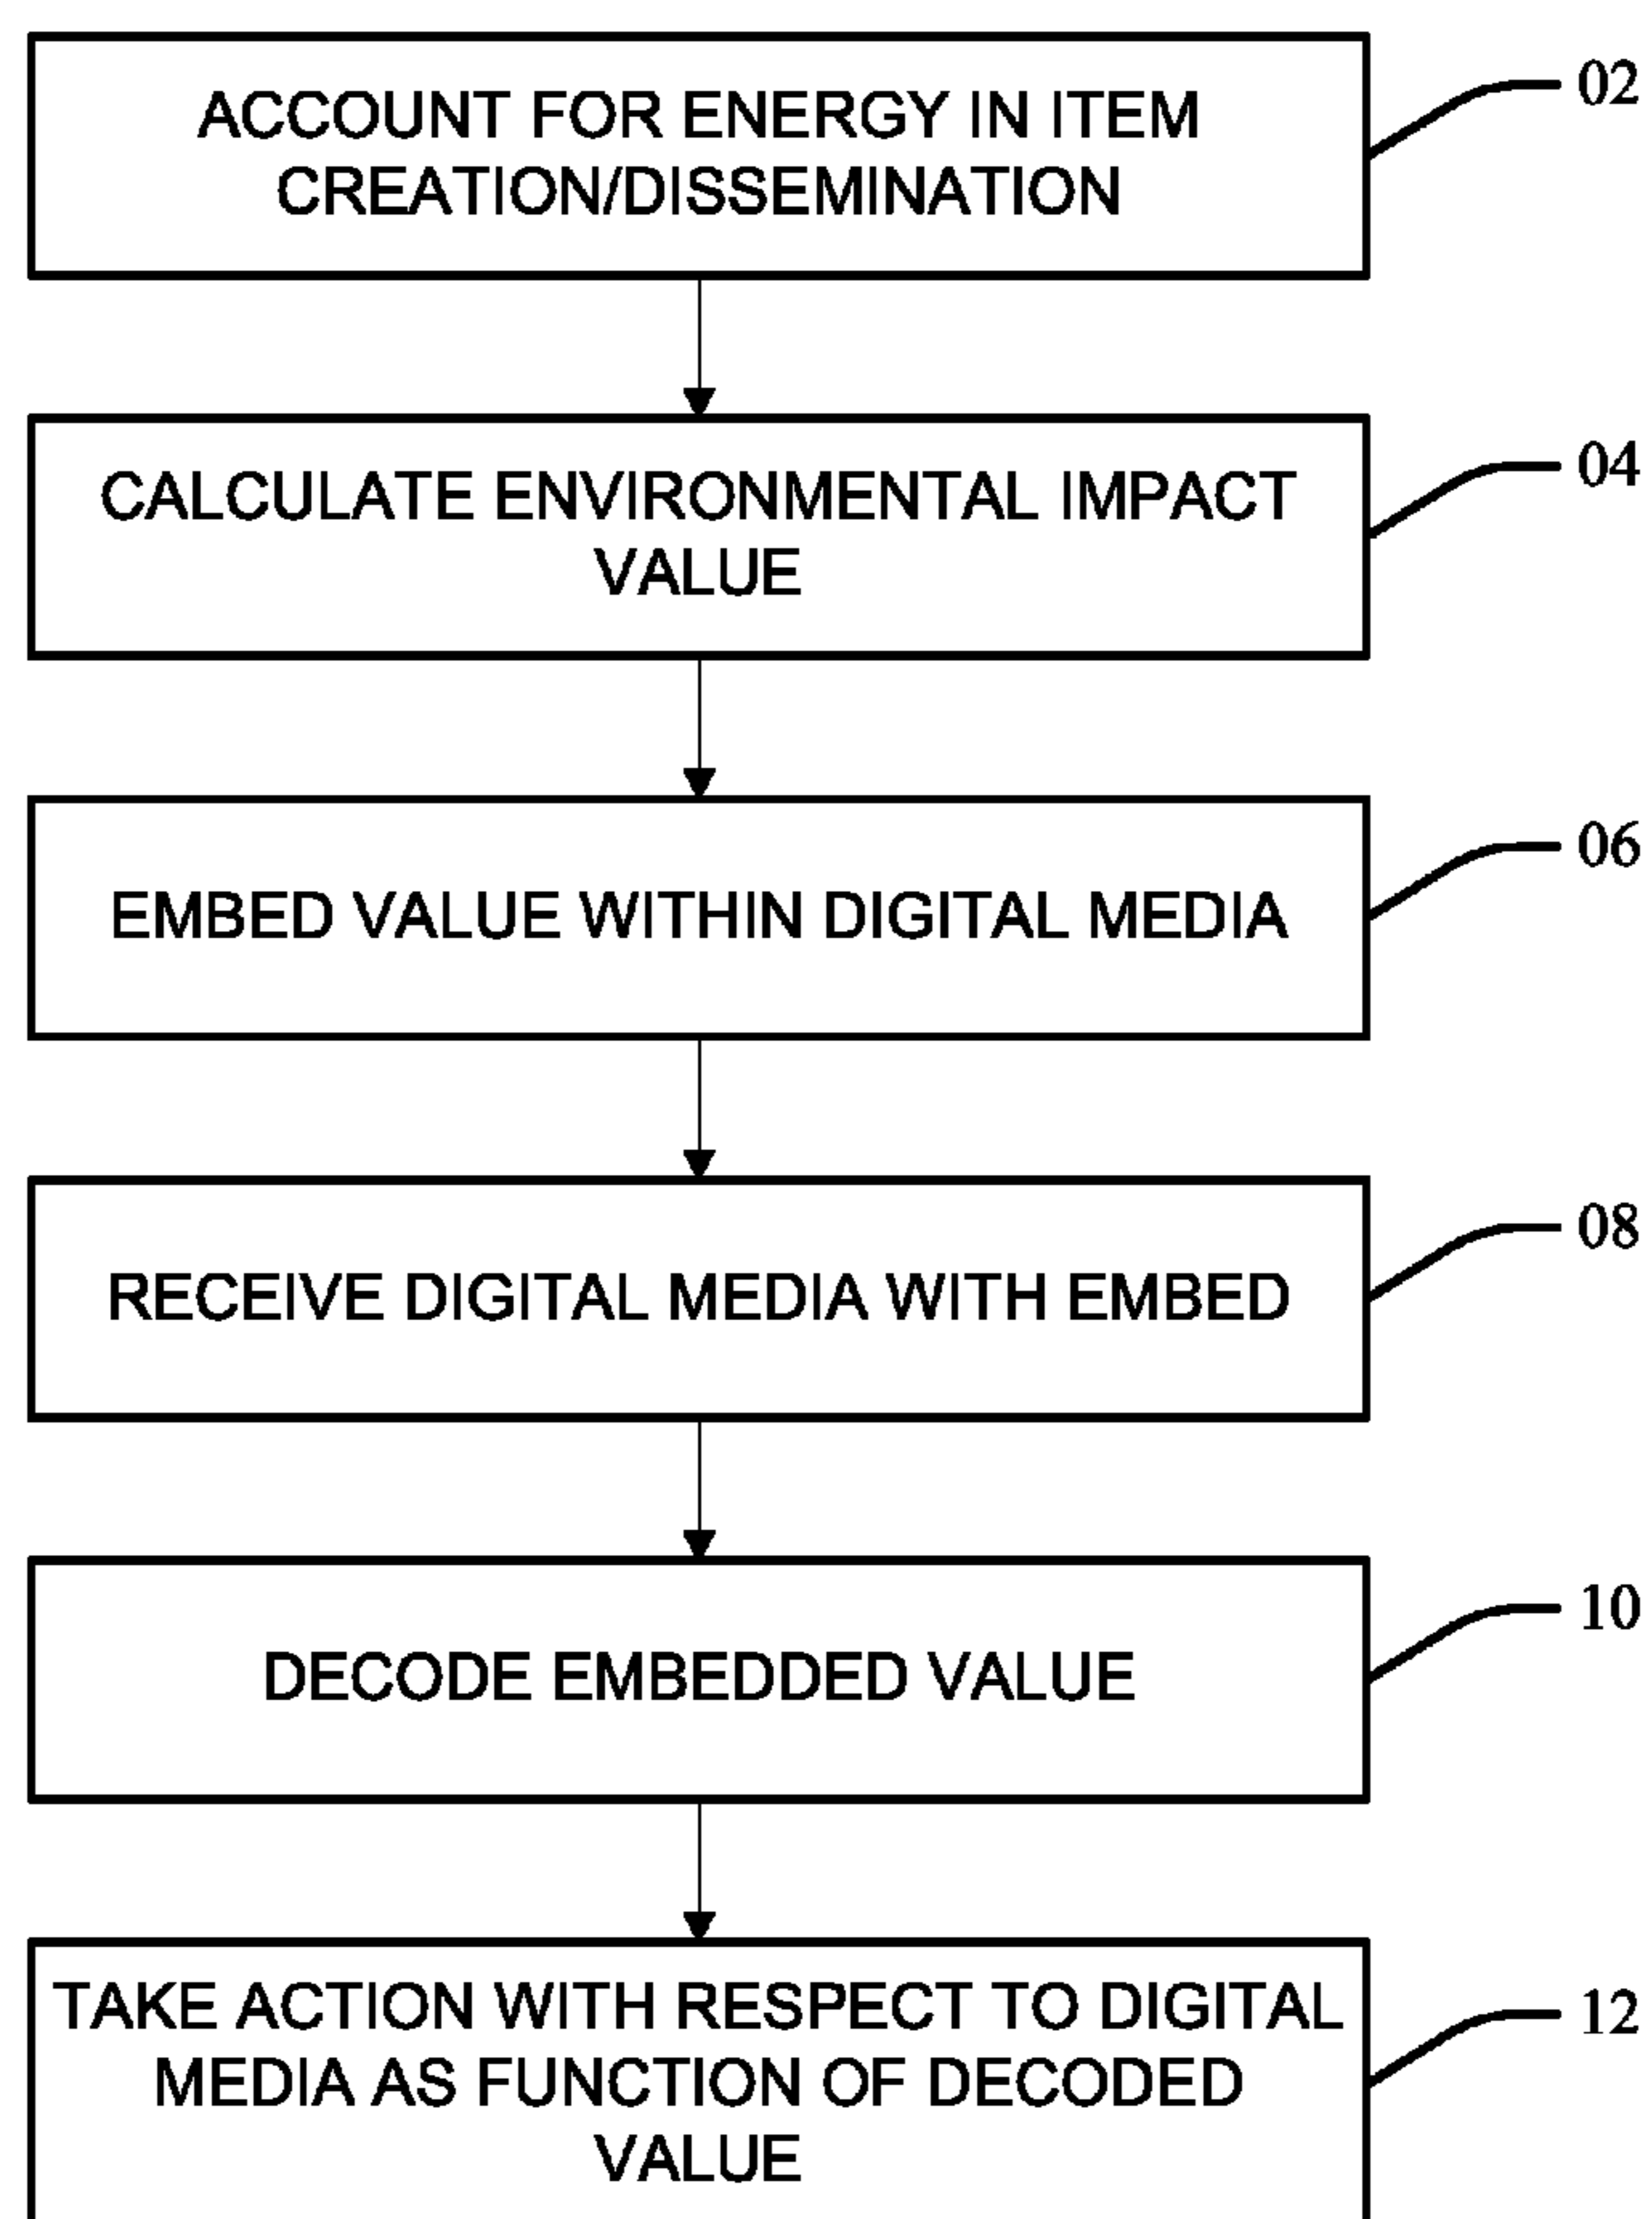 ACCOUNT FOR ENERGY IN ITEM
CREATION/DISSEMINATION
02
CALCULATE ENVIRONMENTAL IMPACT
VALUE
04
EMBED VALUE WITHIN DIGITAL MEDIA
06
RECEIVE DIGITAL MEDIA WITH EMBED
08
DECODE EMBEDDED VALUE
10
TAKE ACTION WITH RESPECT TO DIGITAL
MEDIA AS FUNCTION OF DECODED
VALUE
12